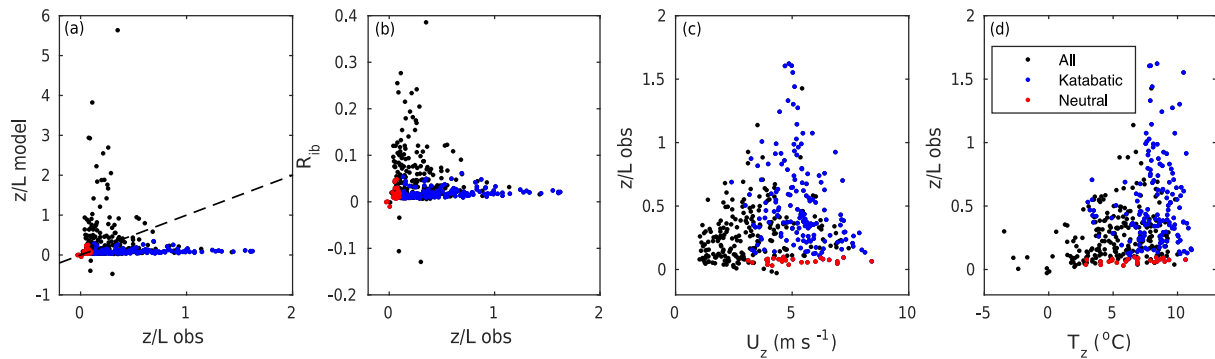 (a)
z/L model
6
5
4
3
2
1
0
-1
0
1
2
z/L obs
(b)
R_ib
0.4
0.3
0.2
0.1
0
-0.1
-0.2
0
1
2
z/L obs
(c)
z/L obs
2
1.5
1
0.5
0
0
5
10
U_z (m s ⁻¹)
(d)
All
Katabatic
Neutral
z/L obs
2
1.5
1
0.5
0
-5
0
5
10
T_z (°C)